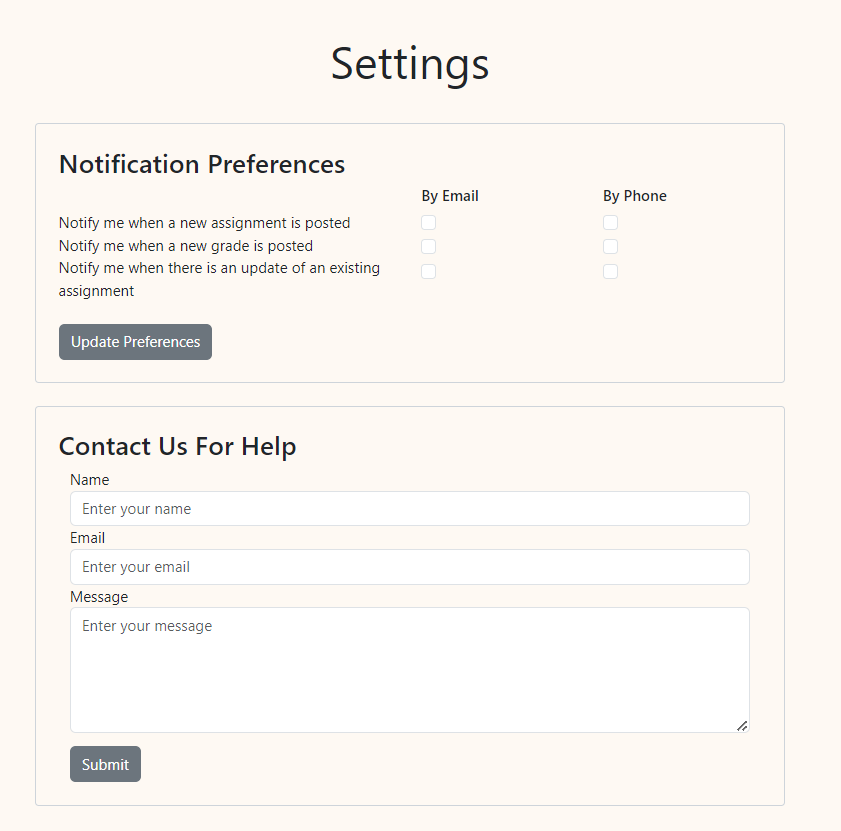 Settings
Notification Preferences
By Email By Phone
Notify me when a new assignment is posted
Notify me when a new grade is posted
Notify me when there is an update of an existing
assignment
Update Preferences
Contact Us For Help
Name
Enter your name
Email
Enter your email
Message
Enter your message
Submit